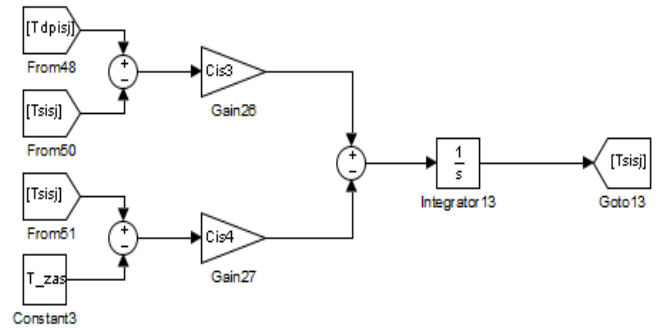 [Tdpisj]
From48
+
−
Cis3
Gain26
[Tsisj]
From50
+
−
1
s
Integrator13
[Tsisj]
Goto13
[Tsisj]
From51
+
−
Cis4
Gain27
T_zas
Constant3